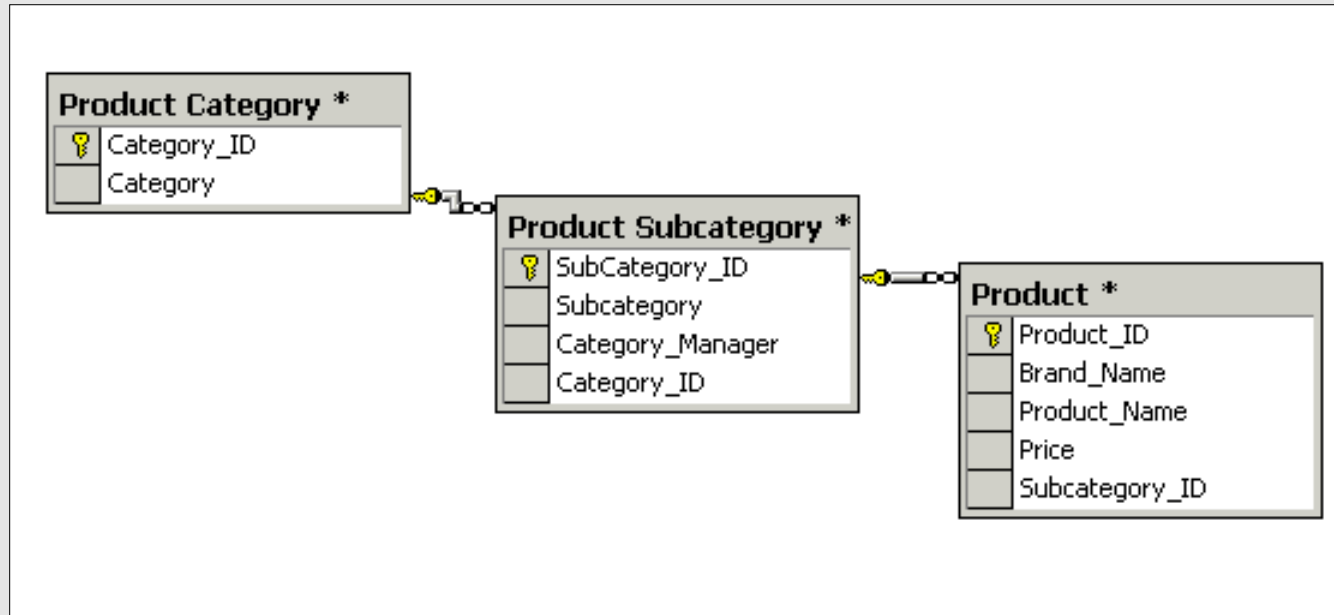 Product Category *
Category_ID
Category
Product Subcategory *
SubCategory_ID
Subcategory
Category_Manager
Category_ID
Product *
Product_ID
Brand_Name
Product_Name
Price
Subcategory_ID